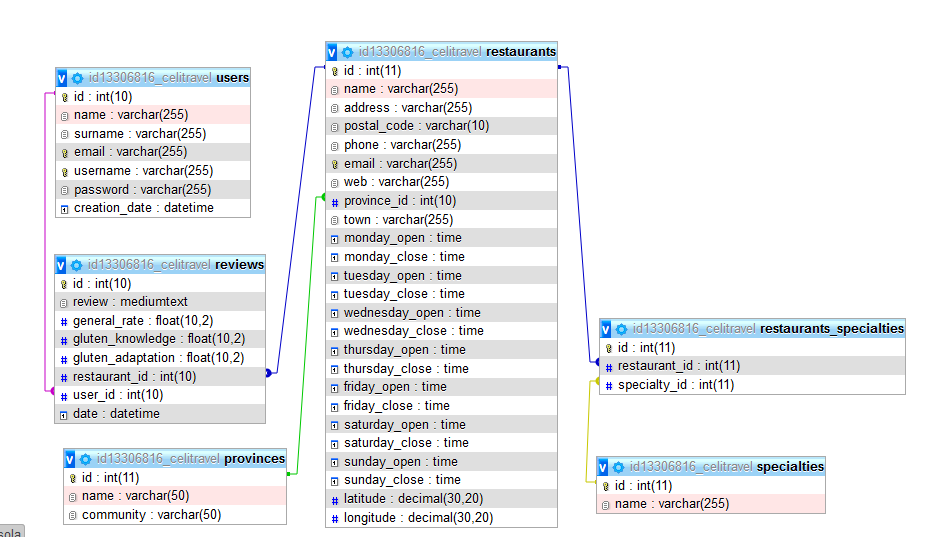 id13306816_celitravel users
id : int(10)
name : varchar(255)
surname : varchar(255)
email : varchar(255)
username : varchar(255)
password : varchar(255)
creation_date : datetime
id13306816_celitravel reviews
id : int(10)
review : mediumtext
general_rate : float(10,2)
gluten_knowledge : float(10,2)
gluten_adaptation : float(10,2)
restaurant_id : int(10)
user_id : int(10)
date : datetime
id13306816_celitravel provinces
id : int(11)
name : varchar(50)
community : varchar(50)
id13306816_celitravel restaurants
id : int(11)
name : varchar(255)
address : varchar(255)
postal_code : varchar(10)
phone : varchar(255)
email : varchar(255)
web : varchar(255)
province_id : int(10)
town : varchar(255)
monday_open : time
monday_close : time
tuesday_open : time
tuesday_close : time
wednesday_open : time
wednesday_close : time
thursday_open : time
thursday_close : time
friday_open : time
friday_close : time
saturday_open : time
saturday_close : time
sunday_open : time
sunday_close : time
latitude : decimal(30,20)
longitude : decimal(30,20)
id13306816_celitravel restaurants_specialties
id : int(11)
restaurant_id : int(11)
specialty_id : int(11)
id13306816_celitravel specialties
id : int(11)
name : varchar(255)
sola